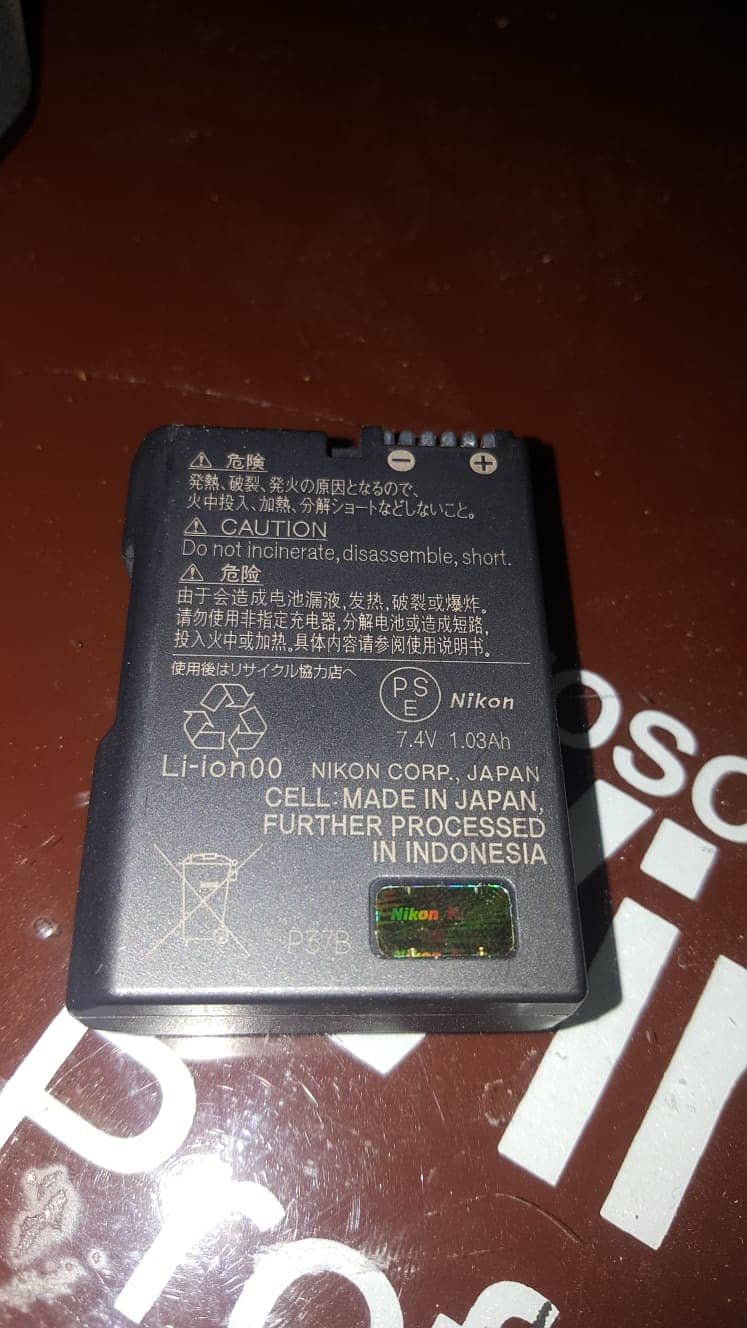 ⚠ 危険
発熱、破裂、発火の原因となるので、
火中投入、加熱、分解ショートなどしないこと。
⚠ CAUTION
Do not incinerate, disassemble, short.
⚠ 危险
由于会造成电池漏液,发热,破裂或爆炸。
请勿使用非指定充电器,分解电池或造成短路,
投入火中或加热。具体内容请参阅使用说明书。
使用後はリサイクル協力店へ
PS
E
Nikon
7.4V 1.03Ah
Li-ion00 NIKON CORP., JAPAN
CELL: MADE IN JAPAN,
FURTHER PROCESSED
IN INDONESIA
P37B
Nikon